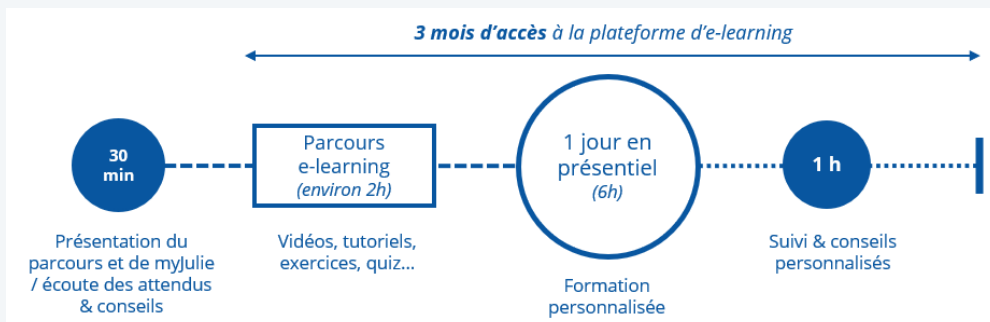 3 mois d'accès à la plateforme d'e-learning
30
min
Présentation du
parcours et de myJulie
/ écoute des attendus
& conseils
Parcours
e-learning
(environ 2h)
Vidéos, tutoriels,
exercices, quiz...
1 jour en
présentiel
(6h)
Formation
personnalisée
1 h
Suivi & conseils
personnalisés